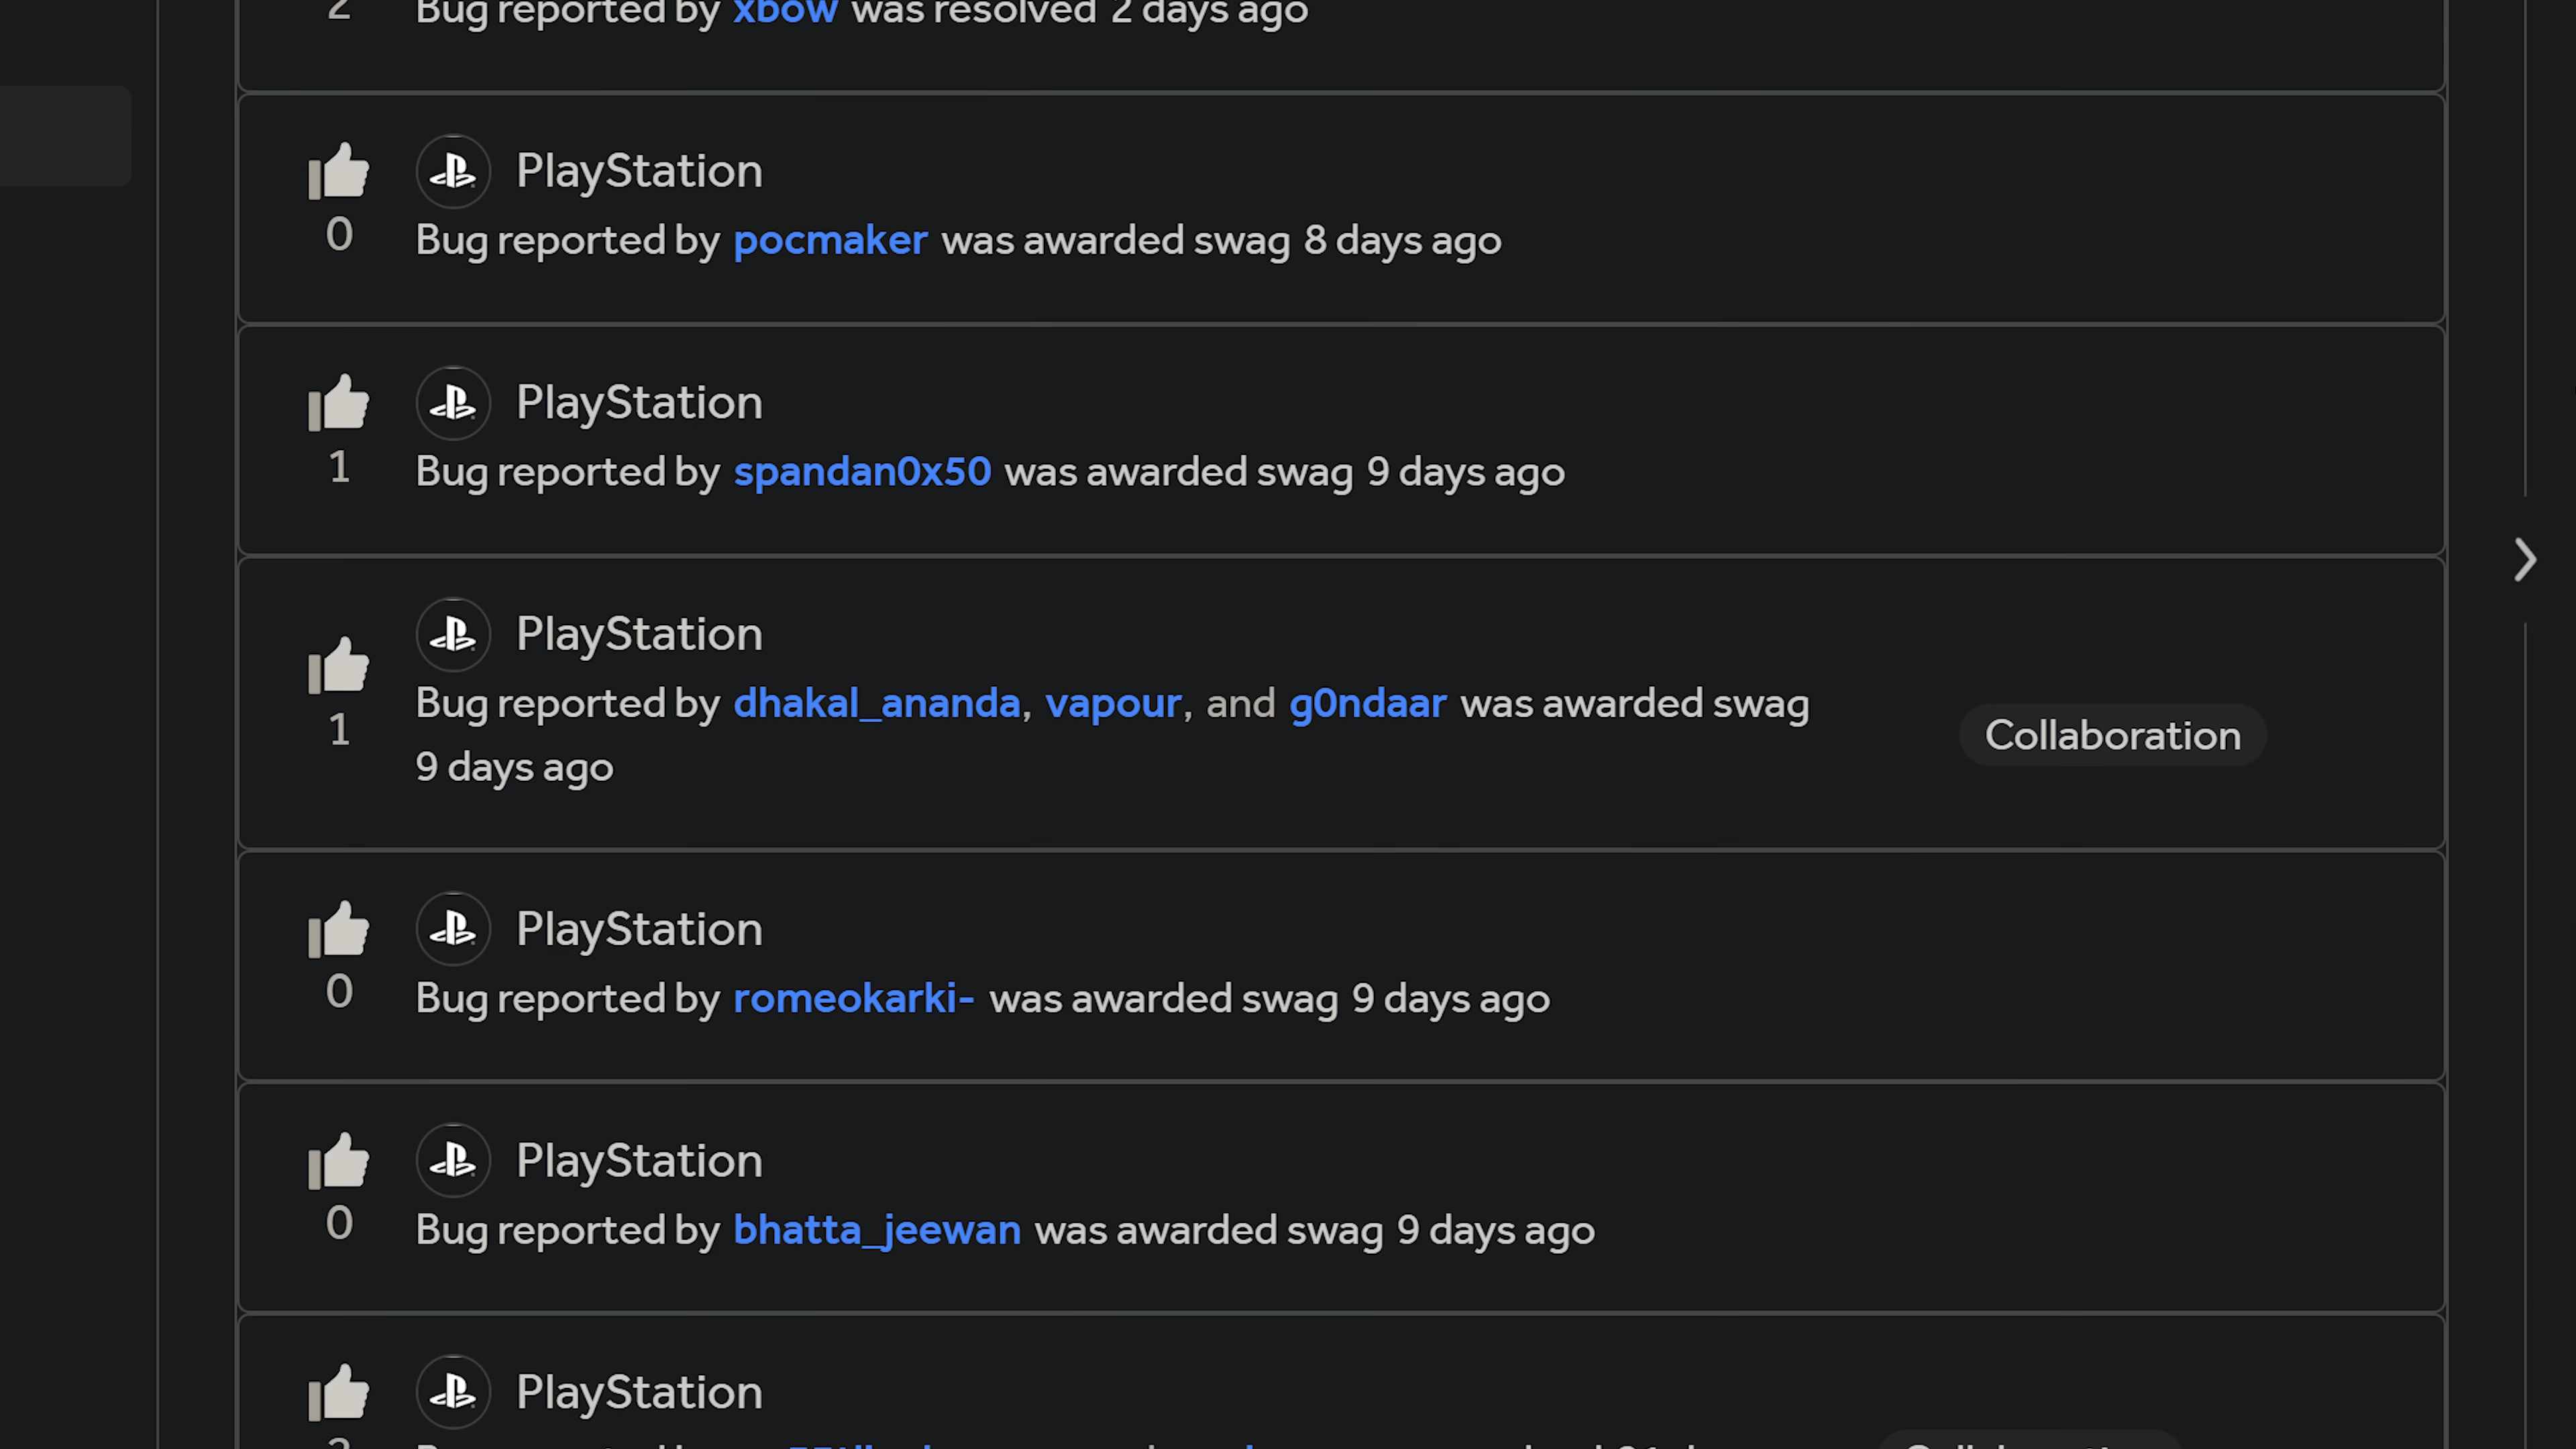 2
Bug reported by xbow was resolved 2 days ago
PlayStation
0
Bug reported by pocmaker was awarded swag 8 days ago
PlayStation
1
Bug reported by spandan0x50 was awarded swag 9 days ago
PlayStation
1
Bug reported by dhakal_ananda, vapour, and g0ndaar was awarded swag
9 days ago
Collaboration
PlayStation
0
Bug reported by romeokarki- was awarded swag 9 days ago
PlayStation
0
Bug reported by bhatta_jeewan was awarded swag 9 days ago
PlayStation